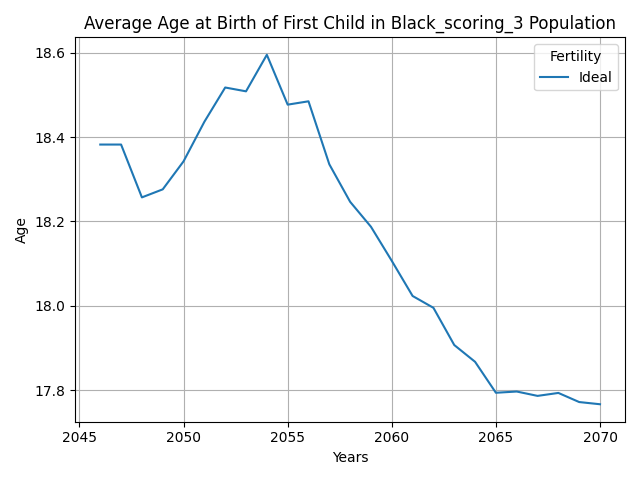 Average Age at Birth of First Child in Black_scoring_3 Population
Fertility
Ideal
18.6
18.4
18.2
18.0
17.8
Age
2045 2050 2055 2060 2065 2070
Years